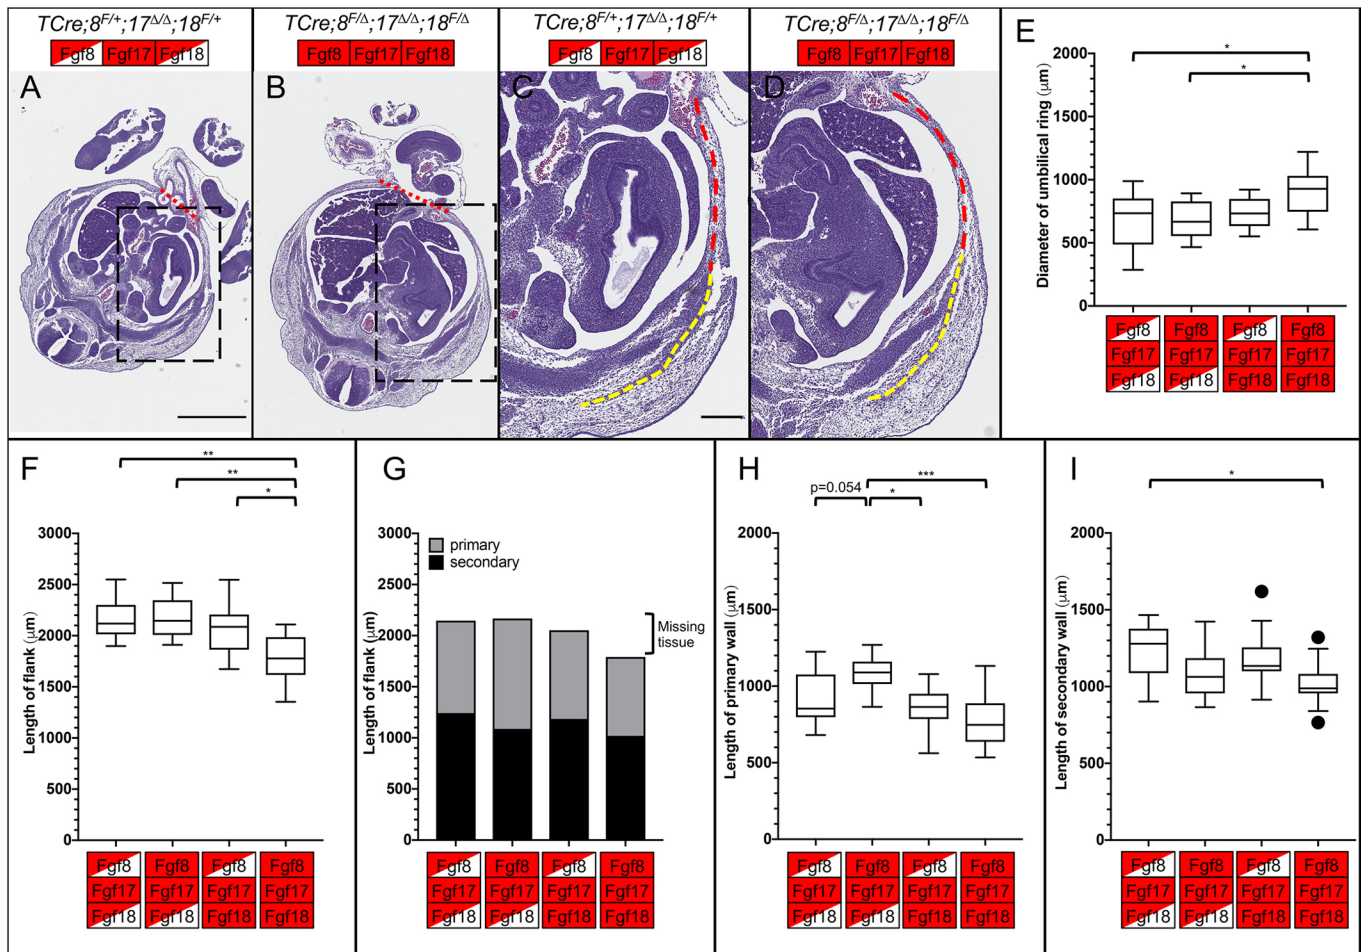 TCre;8F/+;17Δ/Δ;18F/+
Fgf8 Fgf17 Fgf18
A
TCre;8F/Δ;17Δ/Δ;18F/Δ
Fgf8 Fgf17 Fgf18
B
TCre;8F/+;17Δ/Δ;18F/+
Fgf8 Fgf17 Fgf18
C
TCre;8F/Δ;17Δ/Δ;18F/Δ
Fgf8 Fgf17 Fgf18
D
E
Diameter of umbilical ring (μm)
2000
1500
1000
500
0
*
*
Fgf8 Fgf8 Fgf8 Fgf8
Fgf17 Fgf17 Fgf17 Fgf17
Fgf18 Fgf18 Fgf18 Fgf18
F
**
**
*
Length of flank (μm)
3000
2500
2000
1500
1000
500
0
Fgf8 Fgf8 Fgf8 Fgf8
Fgf17 Fgf17 Fgf17 Fgf17
Fgf18 Fgf18 Fgf18 Fgf18
G
Length of flank (μm)
3000
2500
2000
1500
1000
500
0
primary
secondary
Missing
tissue
Fgf8 Fgf8 Fgf8 Fgf8
Fgf17 Fgf17 Fgf17 Fgf17
Fgf18 Fgf18 Fgf18 Fgf18
H
***
p=0.054
*
Length of primary wall (μm)
2000
1500
1000
500
0
Fgf8 Fgf8 Fgf8 Fgf8
Fgf17 Fgf17 Fgf17 Fgf17
Fgf18 Fgf18 Fgf18 Fgf18
I
*
Length of secondary wall (μm)
2000
1500
1000
500
0
Fgf8 Fgf8 Fgf8 Fgf8
Fgf17 Fgf17 Fgf17 Fgf17
Fgf18 Fgf18 Fgf18 Fgf18